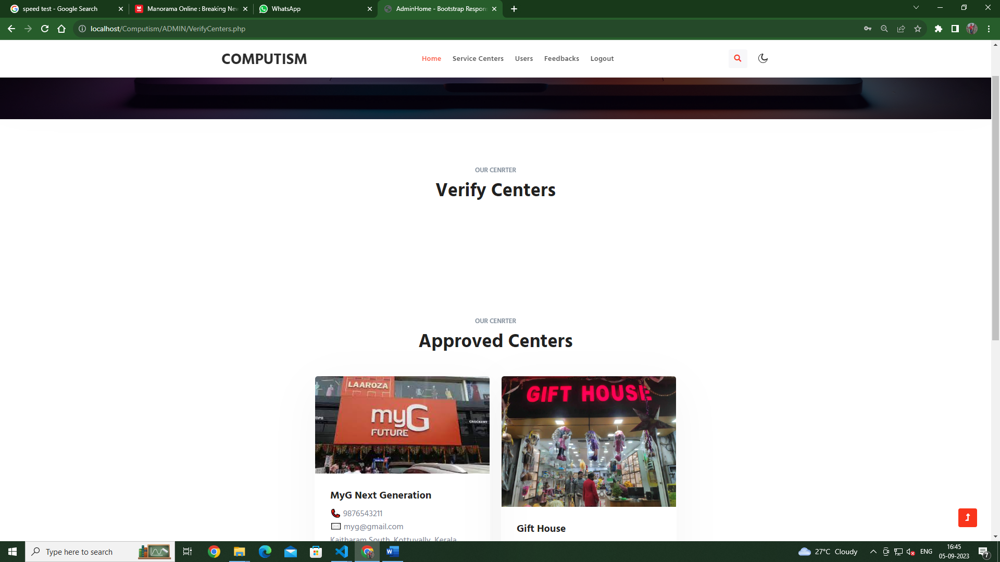 speed test - Google Search
Manorama Online : Breaking Nev
WhatsApp
AdminHome - Bootstrap Respons
localhost/Computism/ADMIN/VerifyCenters.php
COMPUTISM
Home
Service Centers
Users
Feedbacks
Logout
OUR CENRTER
Verify Centers
OUR CENRTER
Approved Centers
LAAROZA
myG
FUTURE
CROCKERY
GIFT HOUSE
MyG Next Generation
9876543211
myg@gmail.com
Kaitharam South, Kottuvally, Kerala
Gift House
Type here to search
27°C Cloudy
ENG
16:45
05-09-2023
7